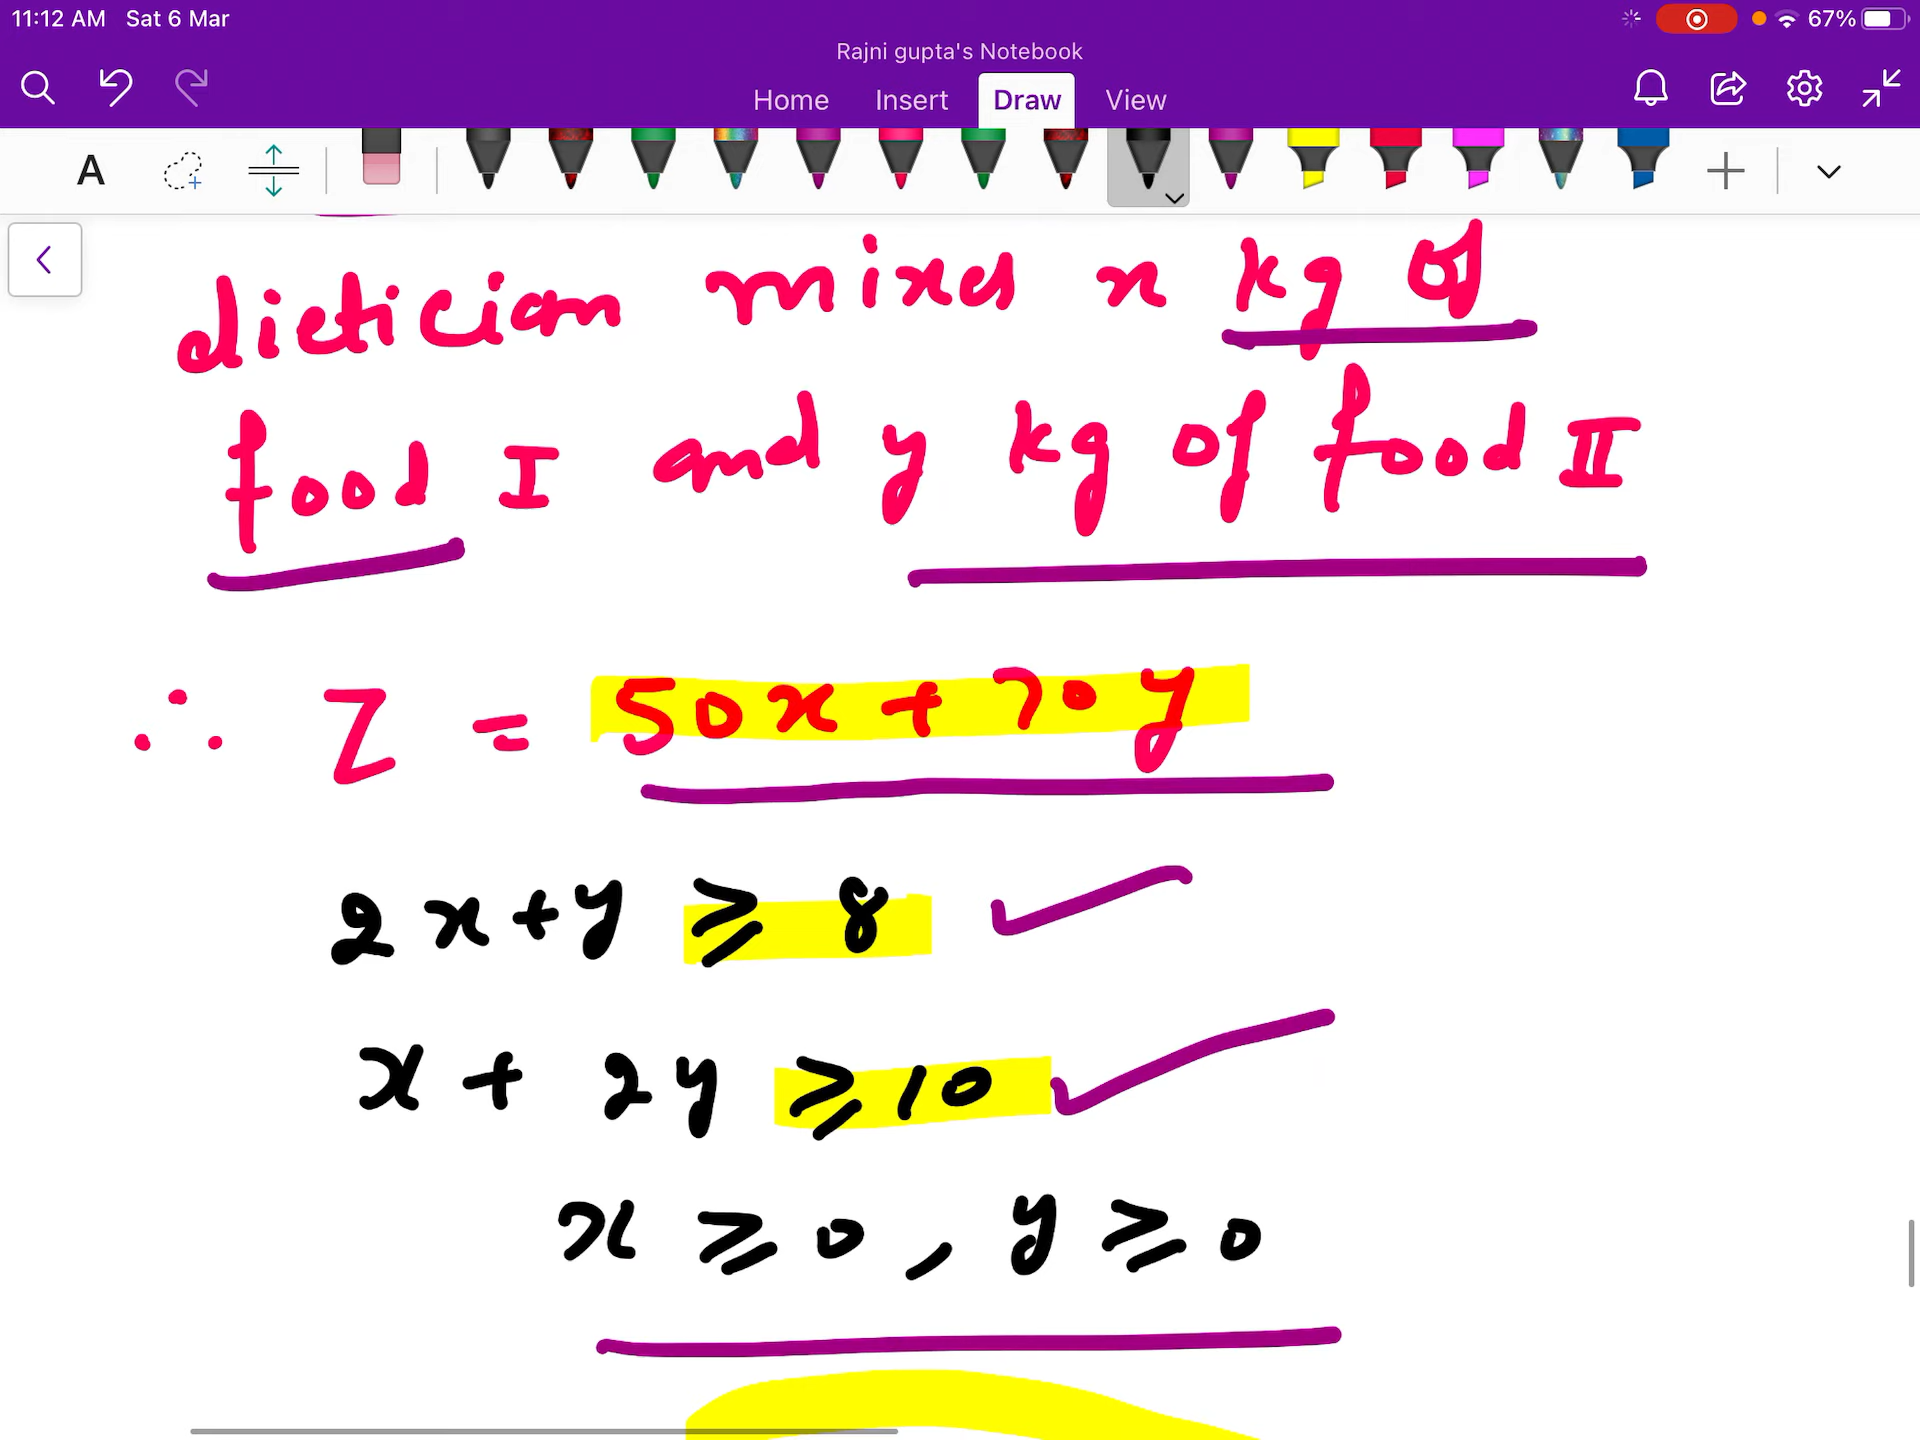 11:12 AM Sat 6 Mar
67%
Rajni gupta's Notebook
Home Insert Draw View
A
dietician mixes x kg of
food I and y kg of food II
∴ Z = 50x + 70y
2x+y ≥ 8
x + 2y ≥ 10
x ≥ 0, y ≥ 0